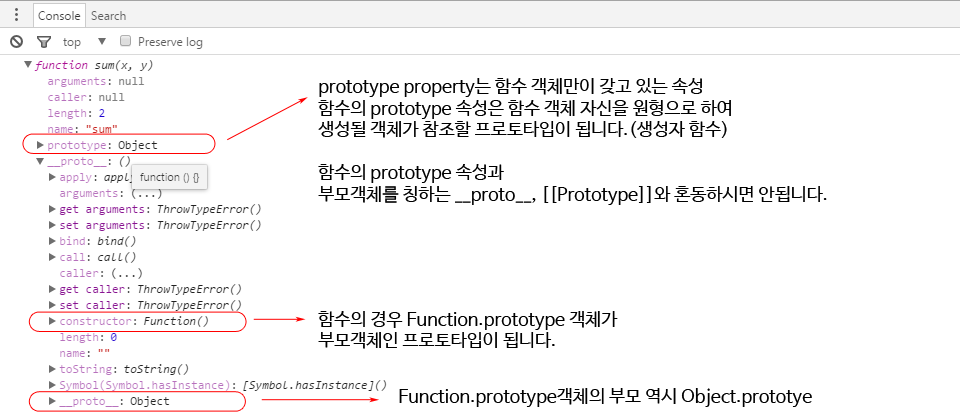 Console Search
top Preserve log
function sum(x, y)
arguments: null
caller: null
length: 2
name: "sum"
prototype: Object
__proto__: ()
function () {}
apply: appl
arguments: (...)
get arguments: ThrowTypeError()
set arguments: ThrowTypeError()
bind: bind()
call: call()
caller: (...)
get caller: ThrowTypeError()
set caller: ThrowTypeError()
constructor: Function()
length: 0
name: ""
toString: toString()
Symbol(Symbol.hasInstance): [Symbol.hasInstance]()
__proto__: Object
prototype property는 함수 객체만이 갖고 있는 속성
함수의 prototype 속성은 함수 객체 자신을 원형으로 하여
생성될 객체가 참조할 프로토타입이 됩니다. (생성자 함수)
함수의 prototype 속성과
부모객체를 칭하는 __proto__, [[Prototype]]와 혼동하시면 안됩니다.
함수의 경우 Function.prototype 객체가
부모객체인 프로토타입이 됩니다.
Function.prototype객체의 부모 역시 Object.prototye